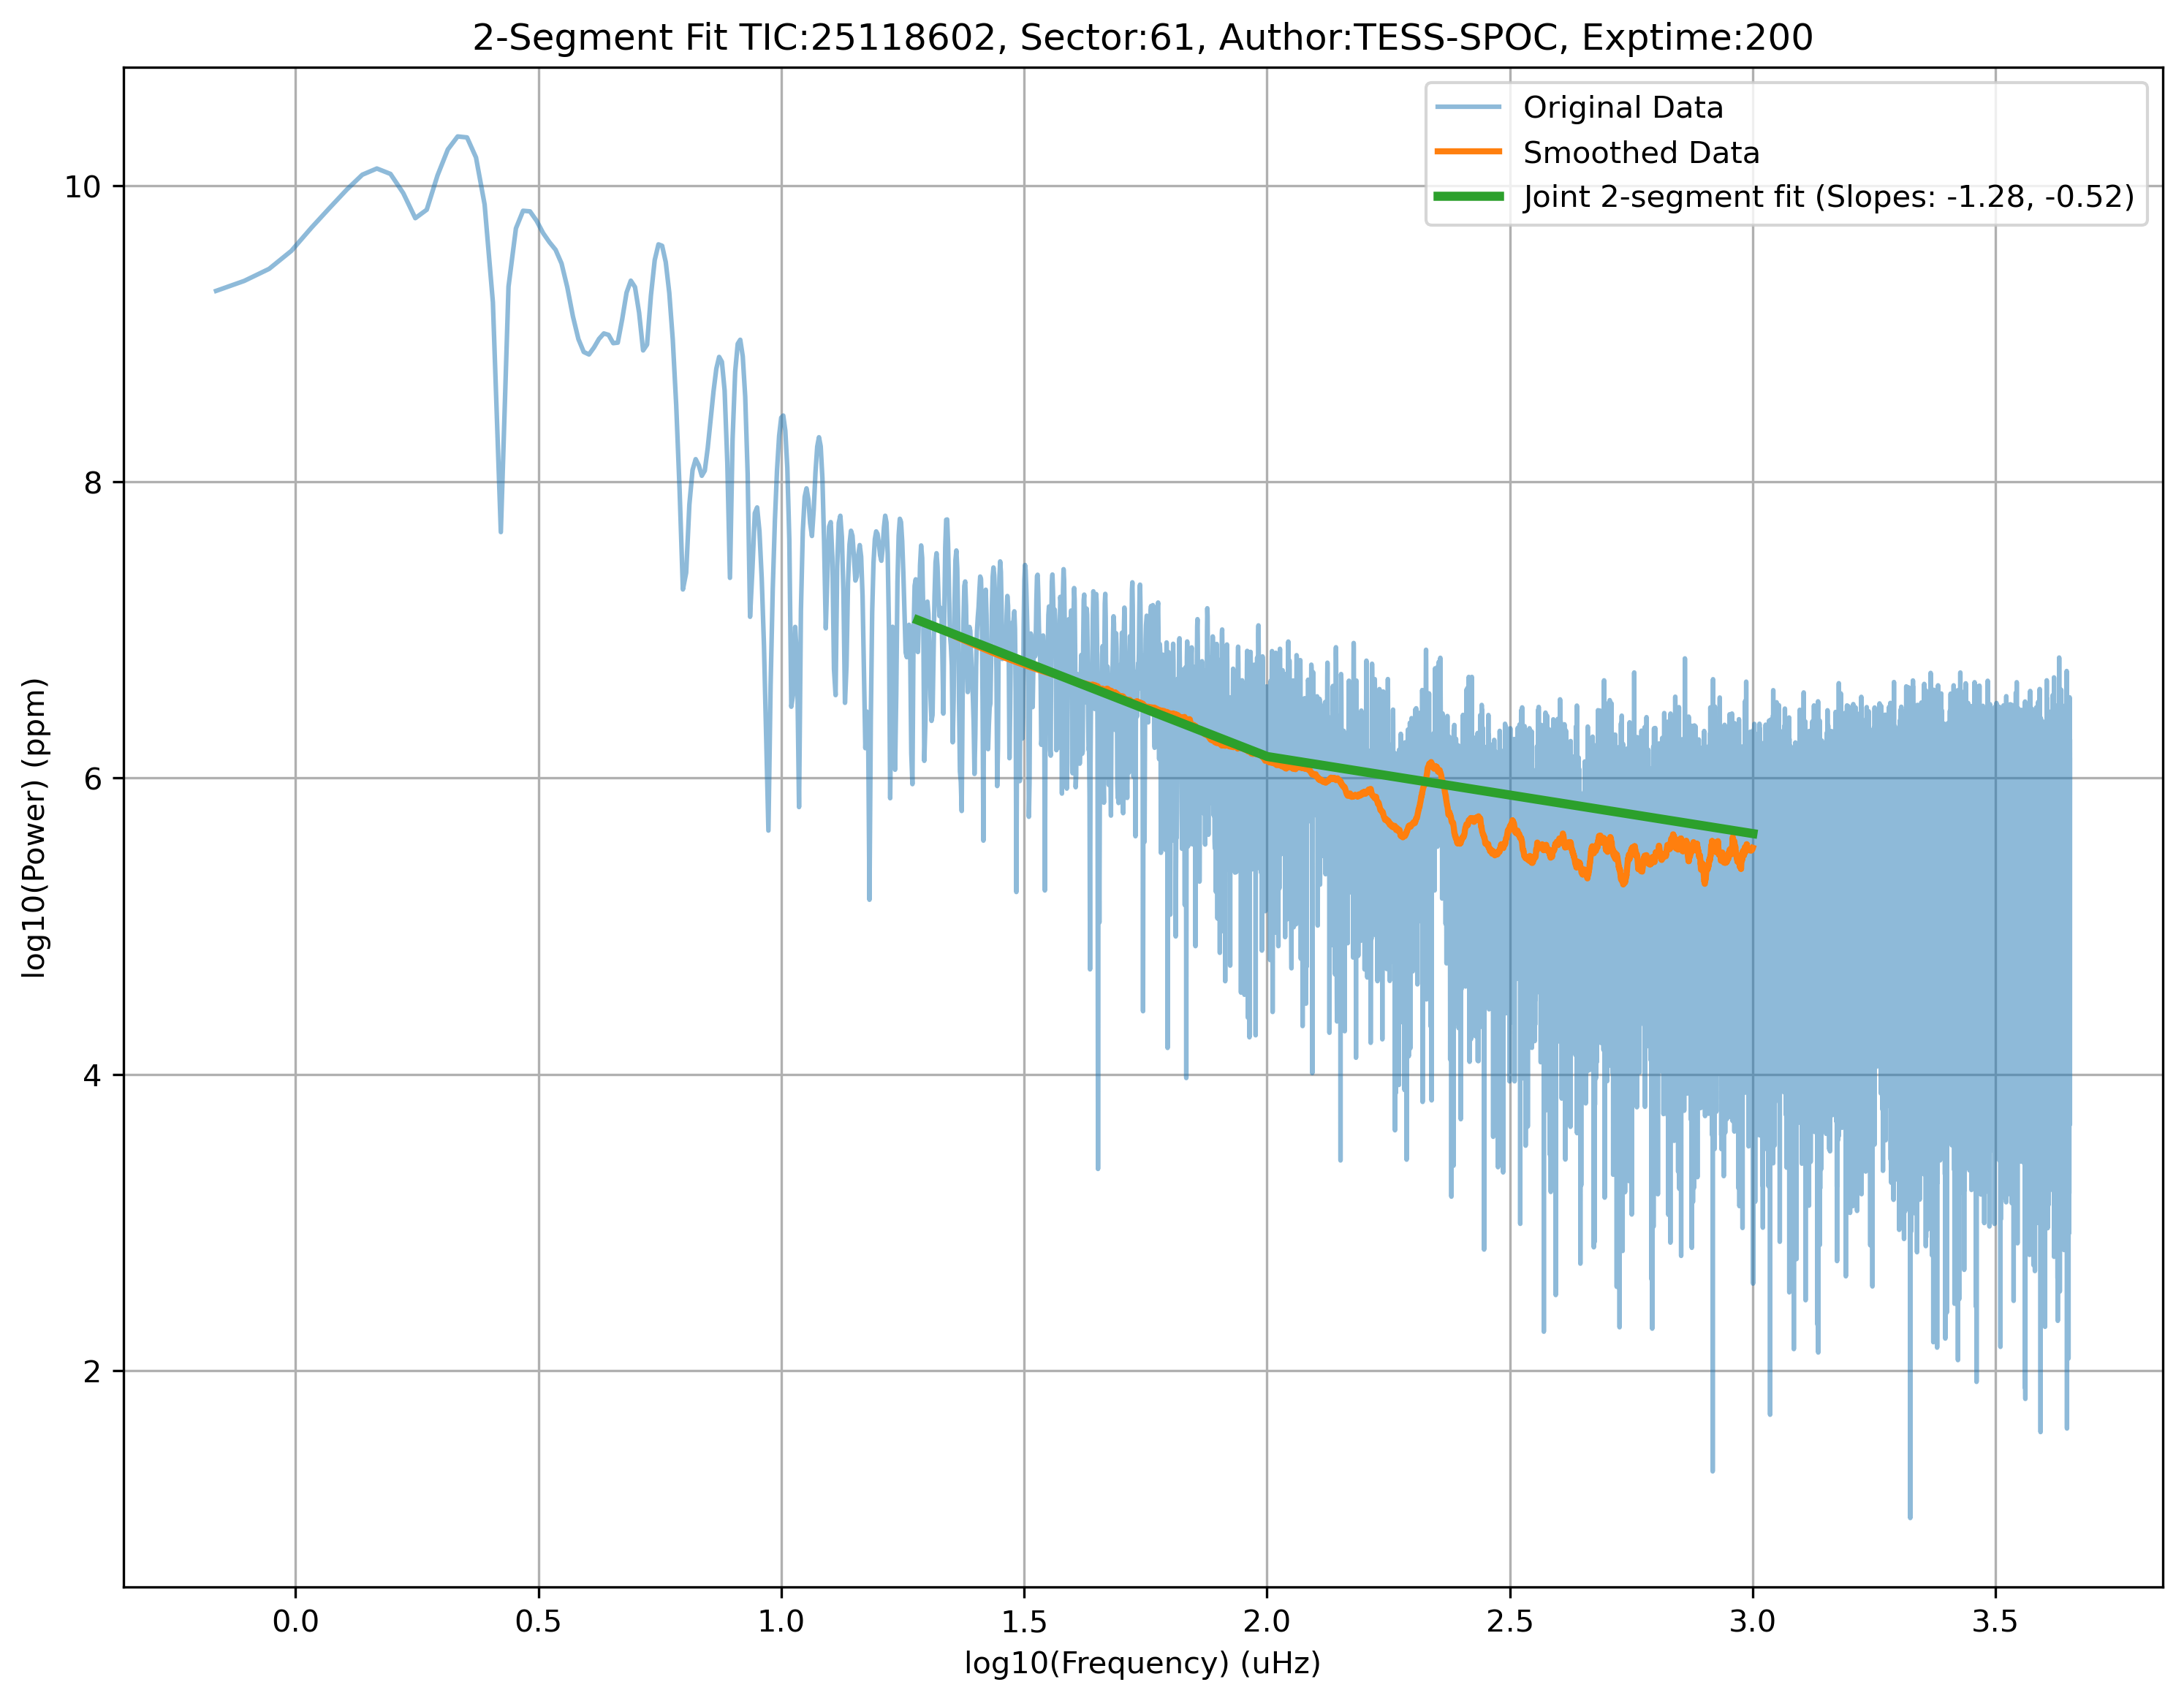 2-Segment Fit TIC:25118602, Sector:61, Author:TESS-SPOC, Exptime:200
Original Data
Smoothed Data
Joint 2-segment fit (Slopes: -1.28, -0.52)
log10(Power) (ppm)
10
8
6
4
2
0.0 0.5 1.0 1.5 2.0 2.5 3.0 3.5
log10(Frequency) (uHz)